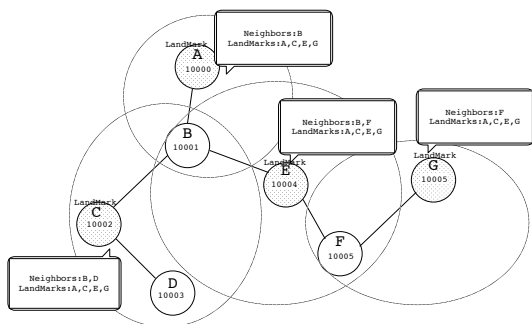 LandMark
A
10000
Neighbors:B
LandMarks:A,C,E,G
B
10001
Neighbors:B,F
LandMarks:A,C,E,G
Neighbors:F
LandMarks:A,C,E,G
LandMark
E
10004
LandMark
G
10005
LandMark
C
10002
F
10005
Neighbors:B,D
LandMarks:A,C,E,G
D
10003